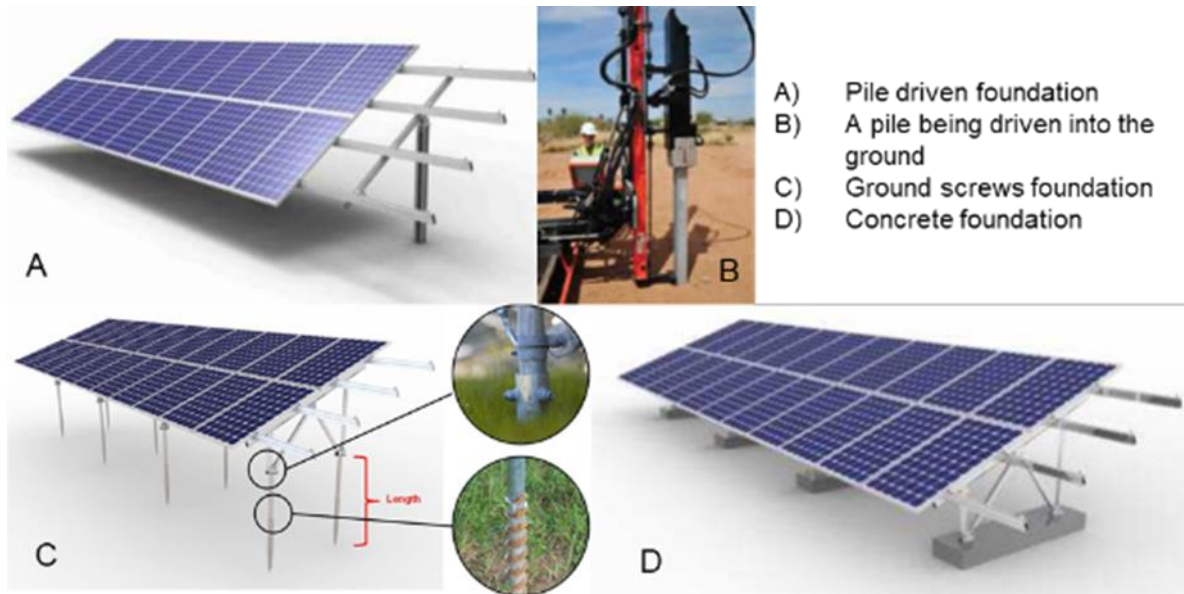 A) Pile driven foundation
B) A pile being driven into the
ground
C) Ground screws foundation
D) Concrete foundation
A
B
Length
C
D